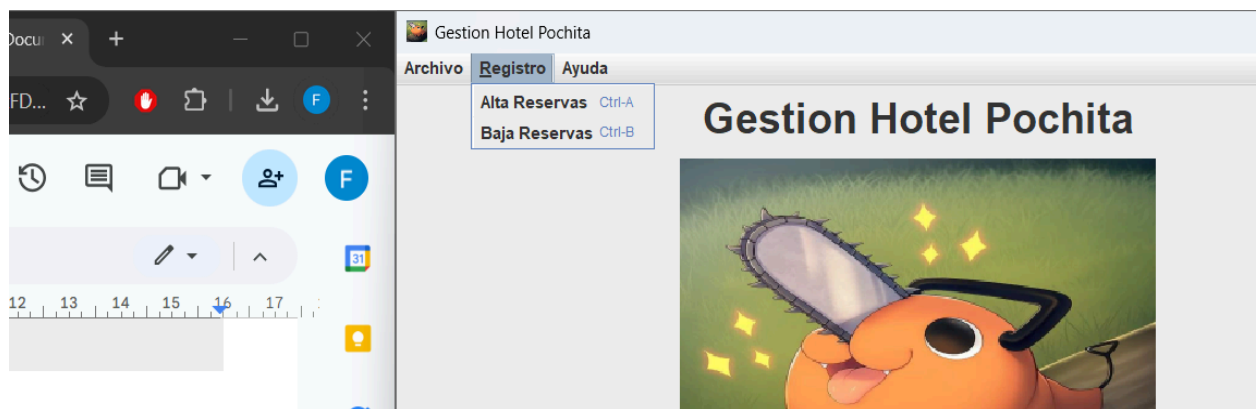 Docu
Gestion Hotel Pochita
Archivo Registro Ayuda
FD...
F
Alta Reservas Ctrl-A
Baja Reservas Ctrl-B
Gestion Hotel Pochita
F
31
12 13 14 15 16 17